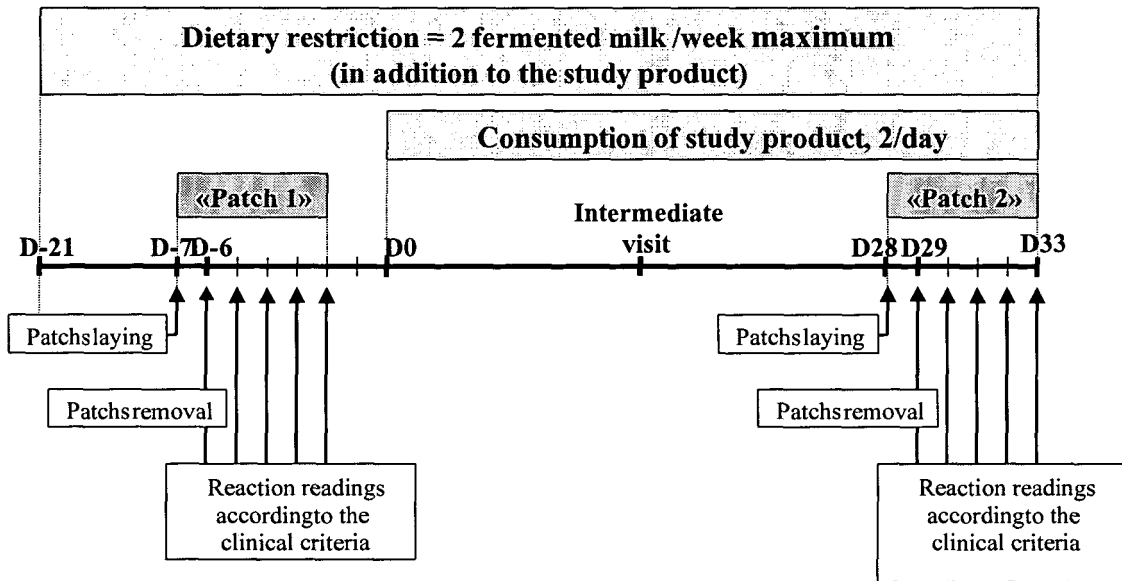 Dietary restriction = 2 fermented milk /week maximum
(in addition to the study product)
Consumption of study product, 2/day
«Patch 1»
«Patch 2»
Intermediate
visit
D-21
D-7
D-6
D0
D28
D29
D33
Patchslaying
Patchslaying
Patchsremoval
Patchsremoval
Reaction readings
accordingto the
clinical criteria
Reaction readings
accordingto the
clinical criteria